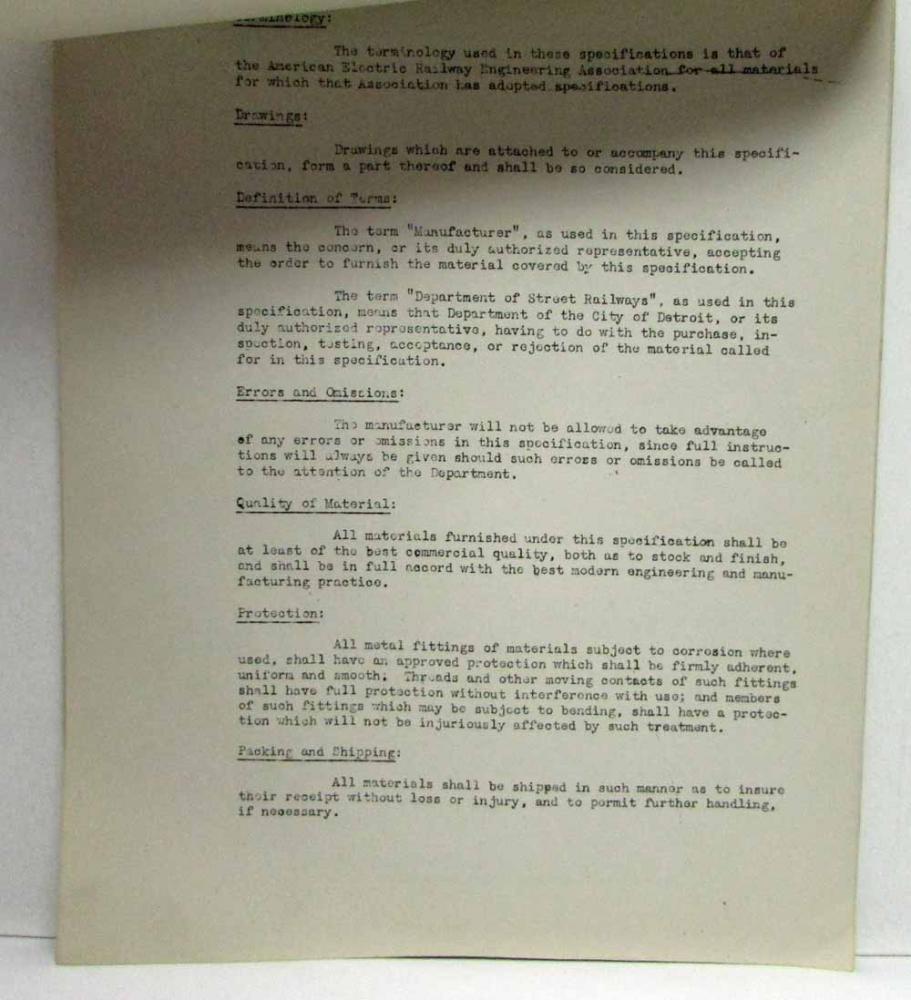 Terminology:
The terminology used in these specifications is that of
the American Electric Railway Engineering Association for all materials
for which that Association has adopted specifications.
Drawings:
Drawings which are attached to or accompany this specifi-
cation, form a part thereof and shall be so considered.
Definition of Terms:
The term "Manufacturer", as used in this specification,
means the concern, or its duly authorized representative, accepting
the order to furnish the material covered by this specification.
The term "Department of Street Railways", as used in this
specification, means that Department of the City of Detroit, or its
duly authorized representative, having to do with the purchase, in-
spection, testing, acceptance, or rejection of the material called
for in this specification.
Errors and Omissions:
The manufacturer will not be allowed to take advantage
of any errors or omissions in this specification, since full instruc-
tions will always be given should such errors or omissions be called
to the attention of the Department.
Quality of Material:
All materials furnished under this specification shall be
at least of the best commercial quality, both as to stock and finish,
and shall be in full accord with the best modern engineering and manu-
facturing practice.
Protection:
All metal fittings of materials subject to corrosion where
used, shall have an approved protection which shall be firmly adherent,
uniform and smooth; Threads and other moving contacts of such fittings
shall have full protection without interference with use; and members
of such fittings which may be subject to bending, shall have a protec-
tion which will not be injuriously affected by such treatment.
Packing and Shipping:
All materials shall be shipped in such manner as to insure
their receipt without loss or injury, and to permit further handling,
if necessary.